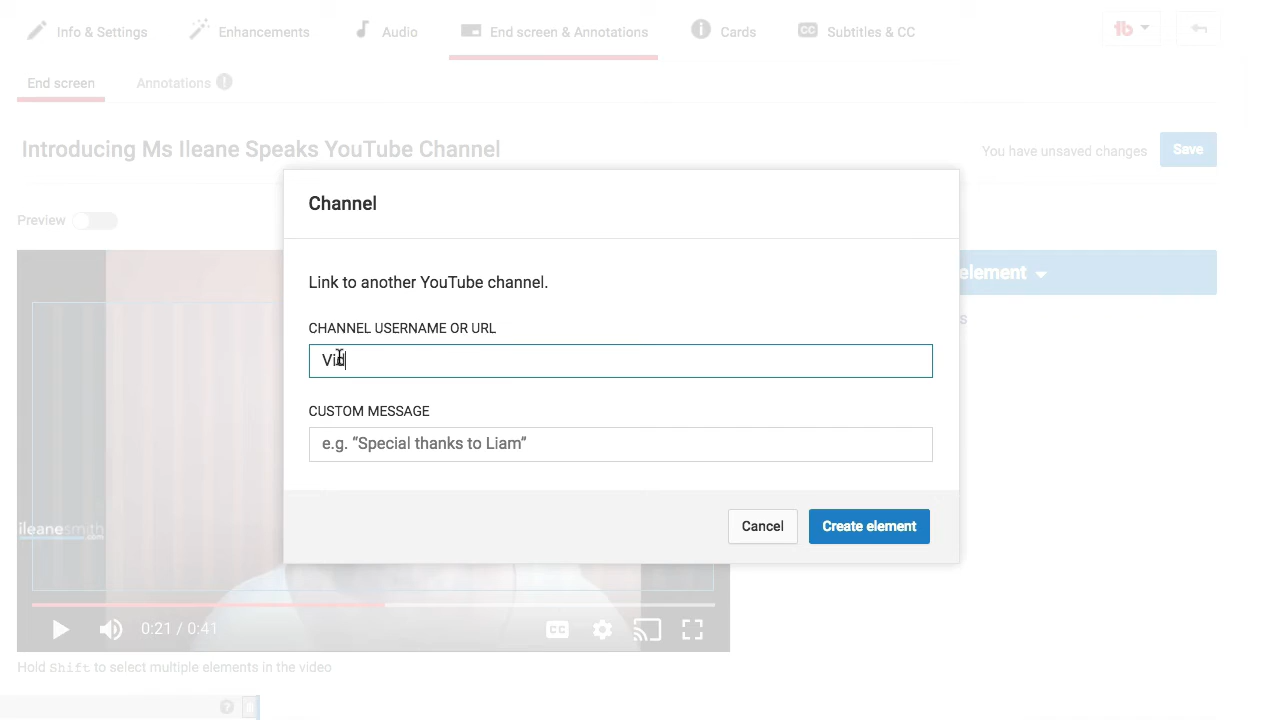 Info & Settings
Enhancements
Audio
End screen & Annotations
Cards
CC Subtitles & CC
End screen
Annotations
Introducing Ms Ileane Speaks YouTube Channel
You have unsaved changes
Save
Preview
Channel
element
Link to another YouTube channel.
s
CHANNEL USERNAME OR URL
Vid
CUSTOM MESSAGE
e.g. “Special thanks to Liam”
Cancel
Create element
ileanesmith
.com
0:21 / 0:41
CC
Hold Shift to select multiple elements in the video